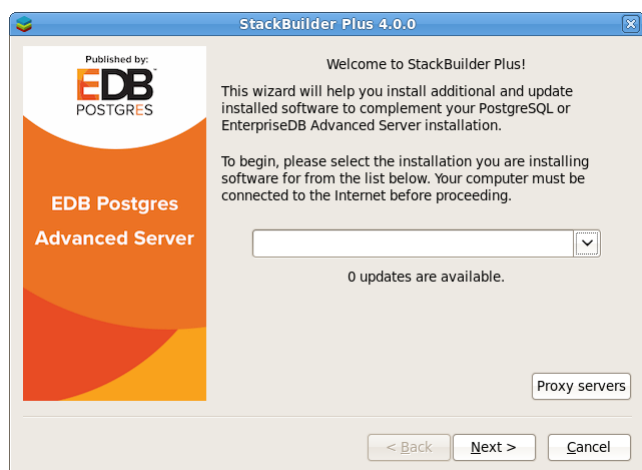 StackBuilder Plus 4.0.0
Published by:
EDB
POSTGRES
EDB Postgres
Advanced Server
Welcome to StackBuilder Plus!
This wizard will help you install additional and update
installed software to complement your PostgreSQL or
EnterpriseDB Advanced Server installation.
To begin, please select the installation you are installing
software for from the list below. Your computer must be
connected to the Internet before proceeding.
0 updates are available.
Proxy servers
< Back
Next >
Cancel